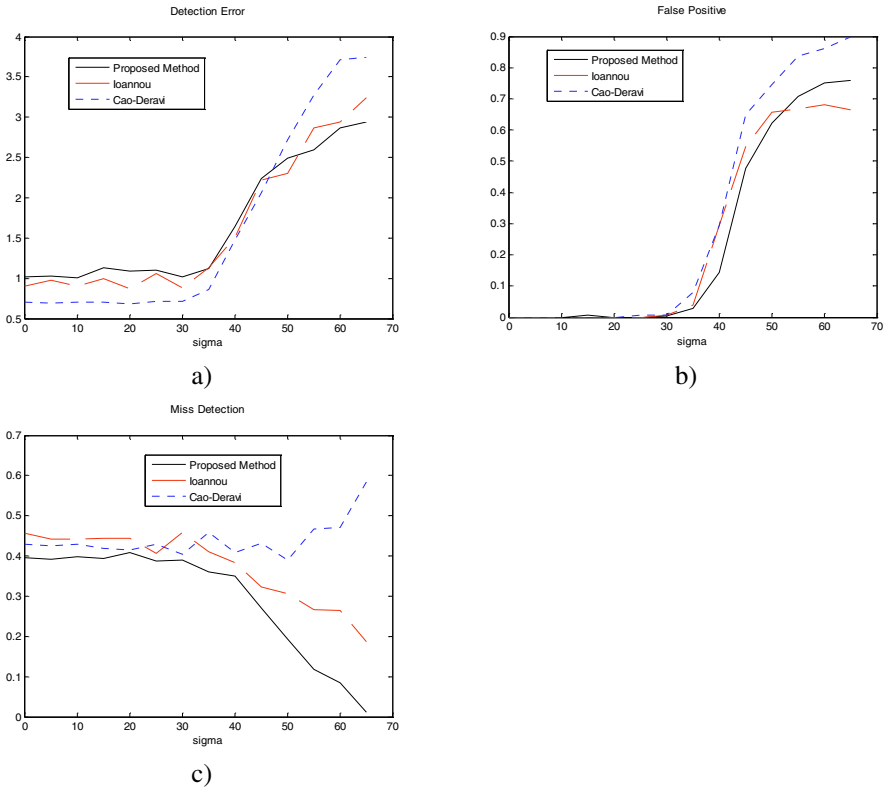 Detection Error
4
3.5
3
2.5
2
1.5
1
0.5
0 10 20 30 40 50 60 70
sigma
Proposed Method
Ioannou
Cao-Deravi
a)
False Positive
0.9
0.8
0.7
0.6
0.5
0.4
0.3
0.2
0.1
0
0 10 20 30 40 50 60 70
sigma
Proposed Method
Ioannou
Cao-Deravi
b)
Miss Detection
0.7
0.6
0.5
0.4
0.3
0.2
0.1
0
0 10 20 30 40 50 60 70
sigma
Proposed Method
Ioannou
Cao-Deravi
c)